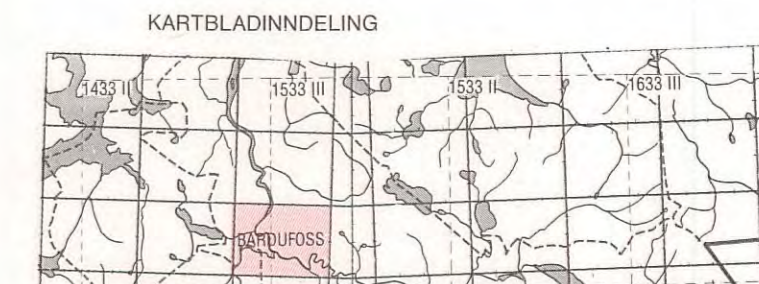 KARTBLADINNDELING
1433 II 1533 III 1533 II 1633 III
BARDUFOSS